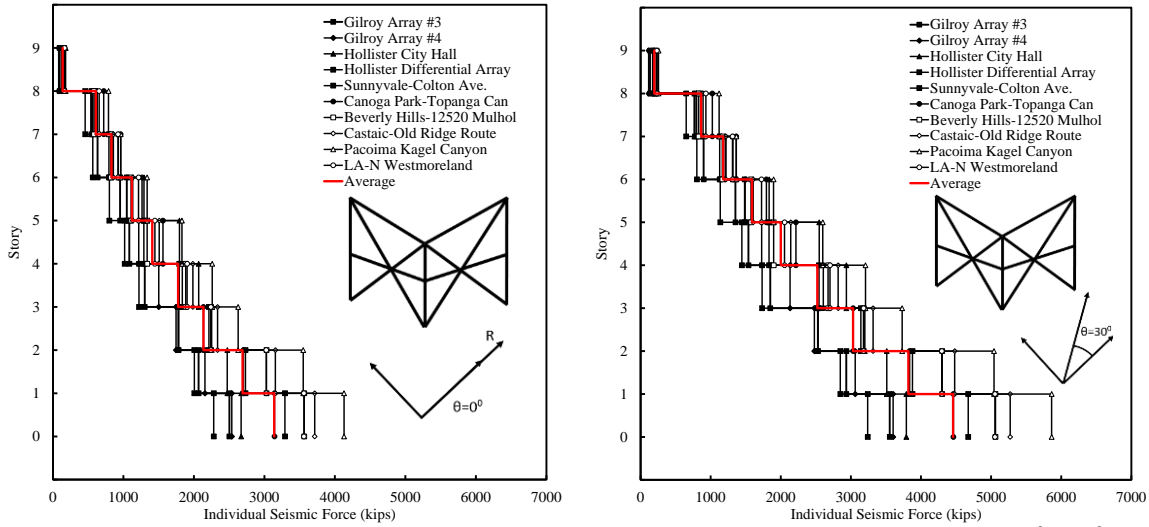 Gilroy Array #3
Gilroy Array #4
Hollister City Hall
Hollister Differential Array
Sunnyvale-Colton Ave.
Canoga Park-Topanga Can
Beverly Hills-12520 Mulhol
Castaic-Old Ridge Route
Pacoima Kagel Canyon
LA-N Westmoreland
Average
R
θ=0⁰
Story
9
8
7
6
5
4
3
2
1
0
0 1000 2000 3000 4000 5000 6000 7000
Individual Seismic Force (kips)
Gilroy Array #3
Gilroy Array #4
Hollister City Hall
Hollister Differential Array
Sunnyvale-Colton Ave.
Canoga Park-Topanga Can
Beverly Hills-12520 Mulhol
Castaic-Old Ridge Route
Pacoima Kagel Canyon
LA-N Westmoreland
Average
θ=30⁰
Story
9
8
7
6
5
4
3
2
1
0
0 1000 2000 3000 4000 5000 6000 7000
Individual Seismic Force (kips)